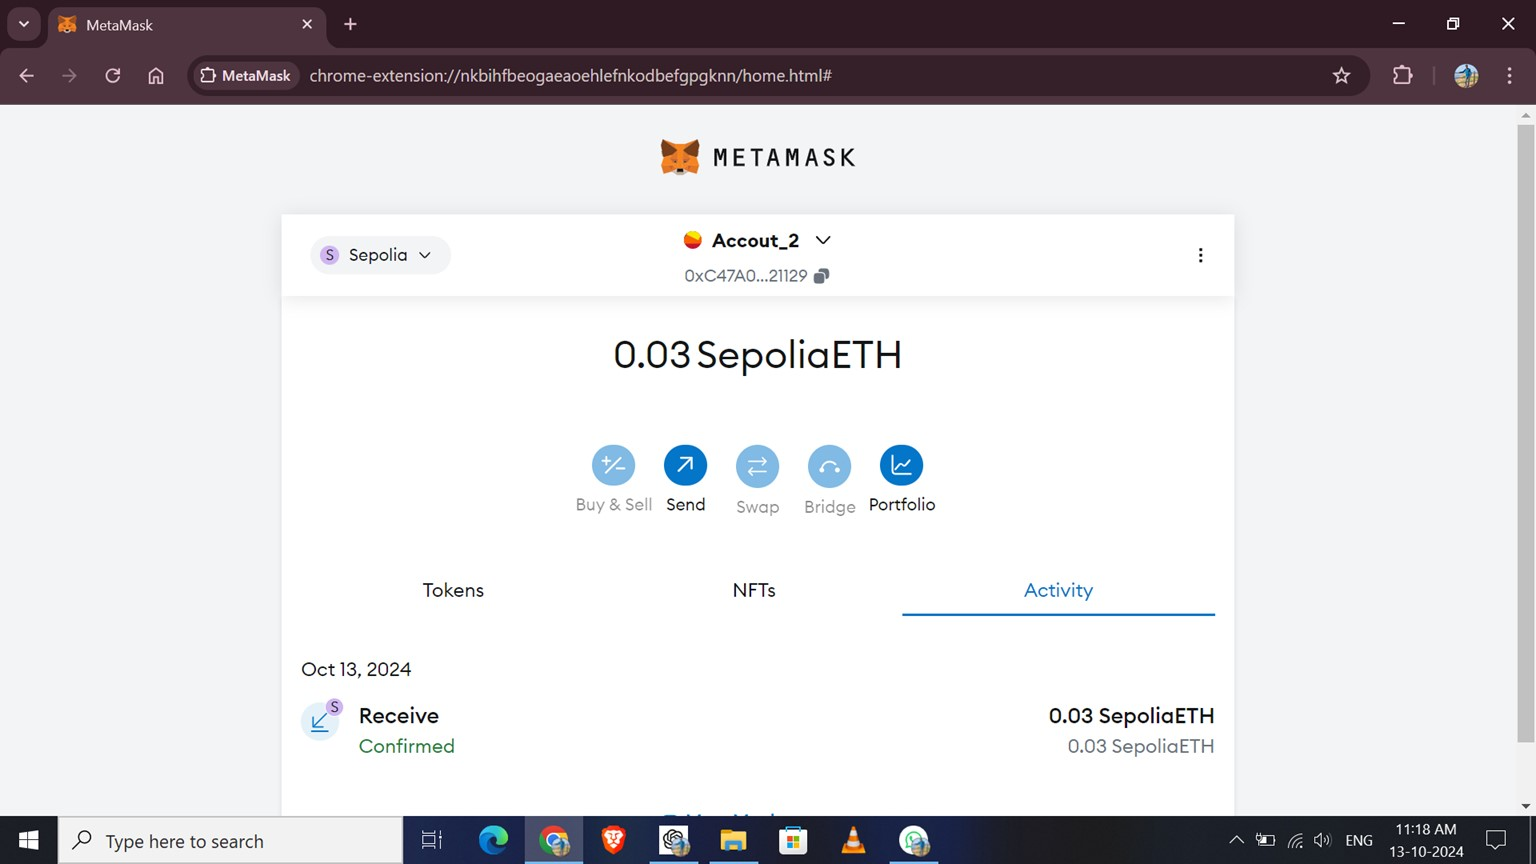 MetaMask
MetaMask
chrome-extension://nkbihfbeogaeaoehlefnkodbefgpgknn/home.html#
METAMASK
S Sepolia
Accout_2
0xC47A0...21129
0.03 SepoliaETH
Buy & Sell Send Swap Bridge Portfolio
Tokens NFTs Activity
Oct 13, 2024
S
Receive 0.03 SepoliaETH
Confirmed 0.03 SepoliaETH
Type here to search
ENG
11:18 AM
13-10-2024